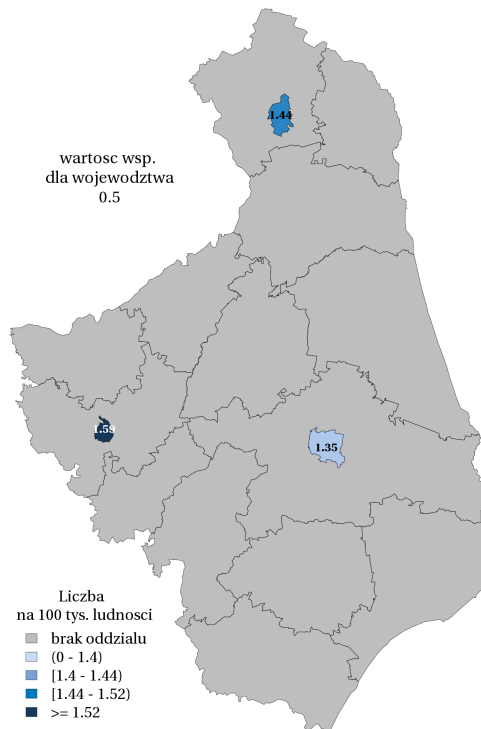 1.44
wartosc wsp.
dla wojewodztwa
0.5
1.59
1.35
Liczba
na 100 tys. ludnosci
brak oddzialu
(0 - 1.4)
[1.4 - 1.44)
[1.44 - 1.52)
>= 1.52